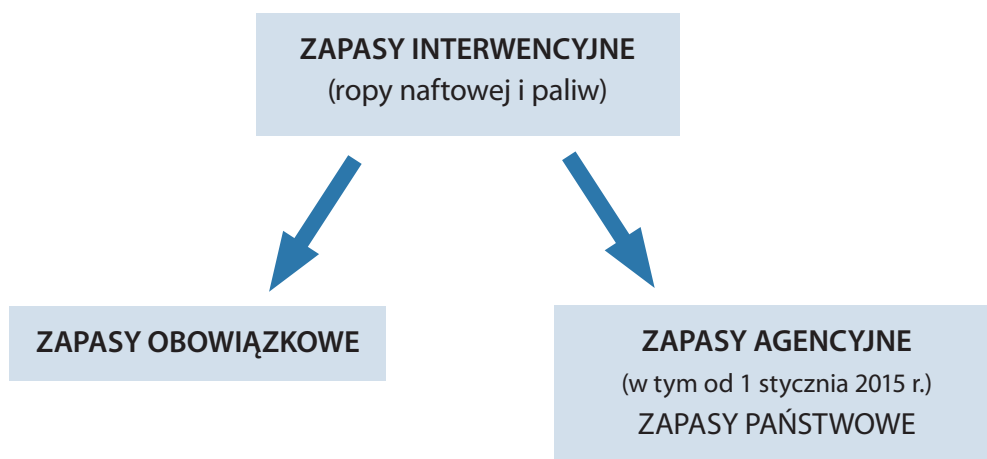 ZAPASY INTERWENCYJNE
(ropy naftowej i paliw)
ZAPASY OBOWIĄZKOWE
ZAPASY AGENCYJNE
(w tym od 1 stycznia 2015 r.)
ZAPASY PAŃSTWOWE